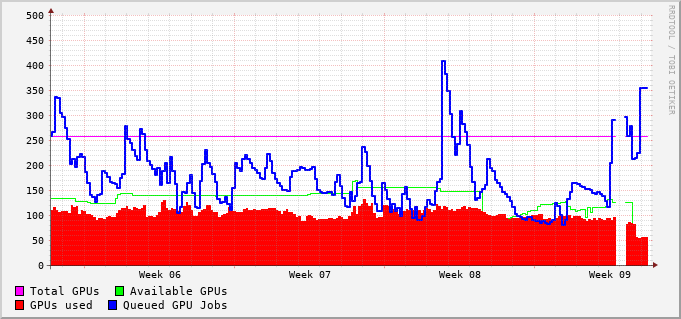 500
450
400
350
300
250
200
150
100
50
0
Week 06 Week 07 Week 08 Week 09
Total GPUs Available GPUs
GPUs used Queued GPU Jobs
RRDTOOL / TOBI OETIKER